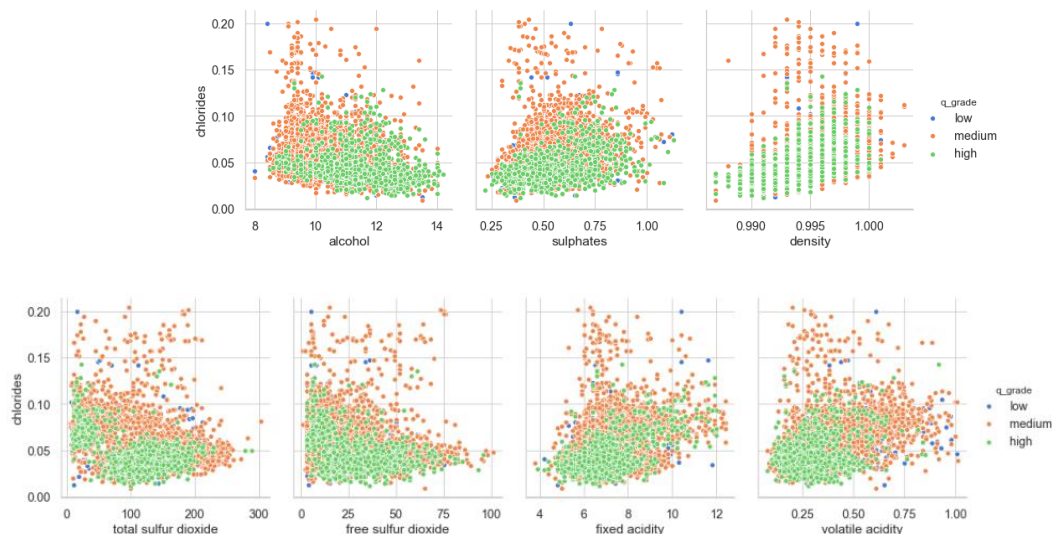 0.20
0.15
0.10
0.05
0.00
chlorides
8 10 12 14
alcohol
0.25 0.50 0.75 1.00
sulphates
0.990 0.995 1.000
density
q_grade
low
medium
high
0.20
0.15
0.10
0.05
0.00
chlorides
0 100 200 300
total sulfur dioxide
0 25 50 75 100
free sulfur dioxide
4 6 8 10 12
fixed acidity
0.25 0.50 0.75 1.00
volatile acidity
q_grade
low
medium
high